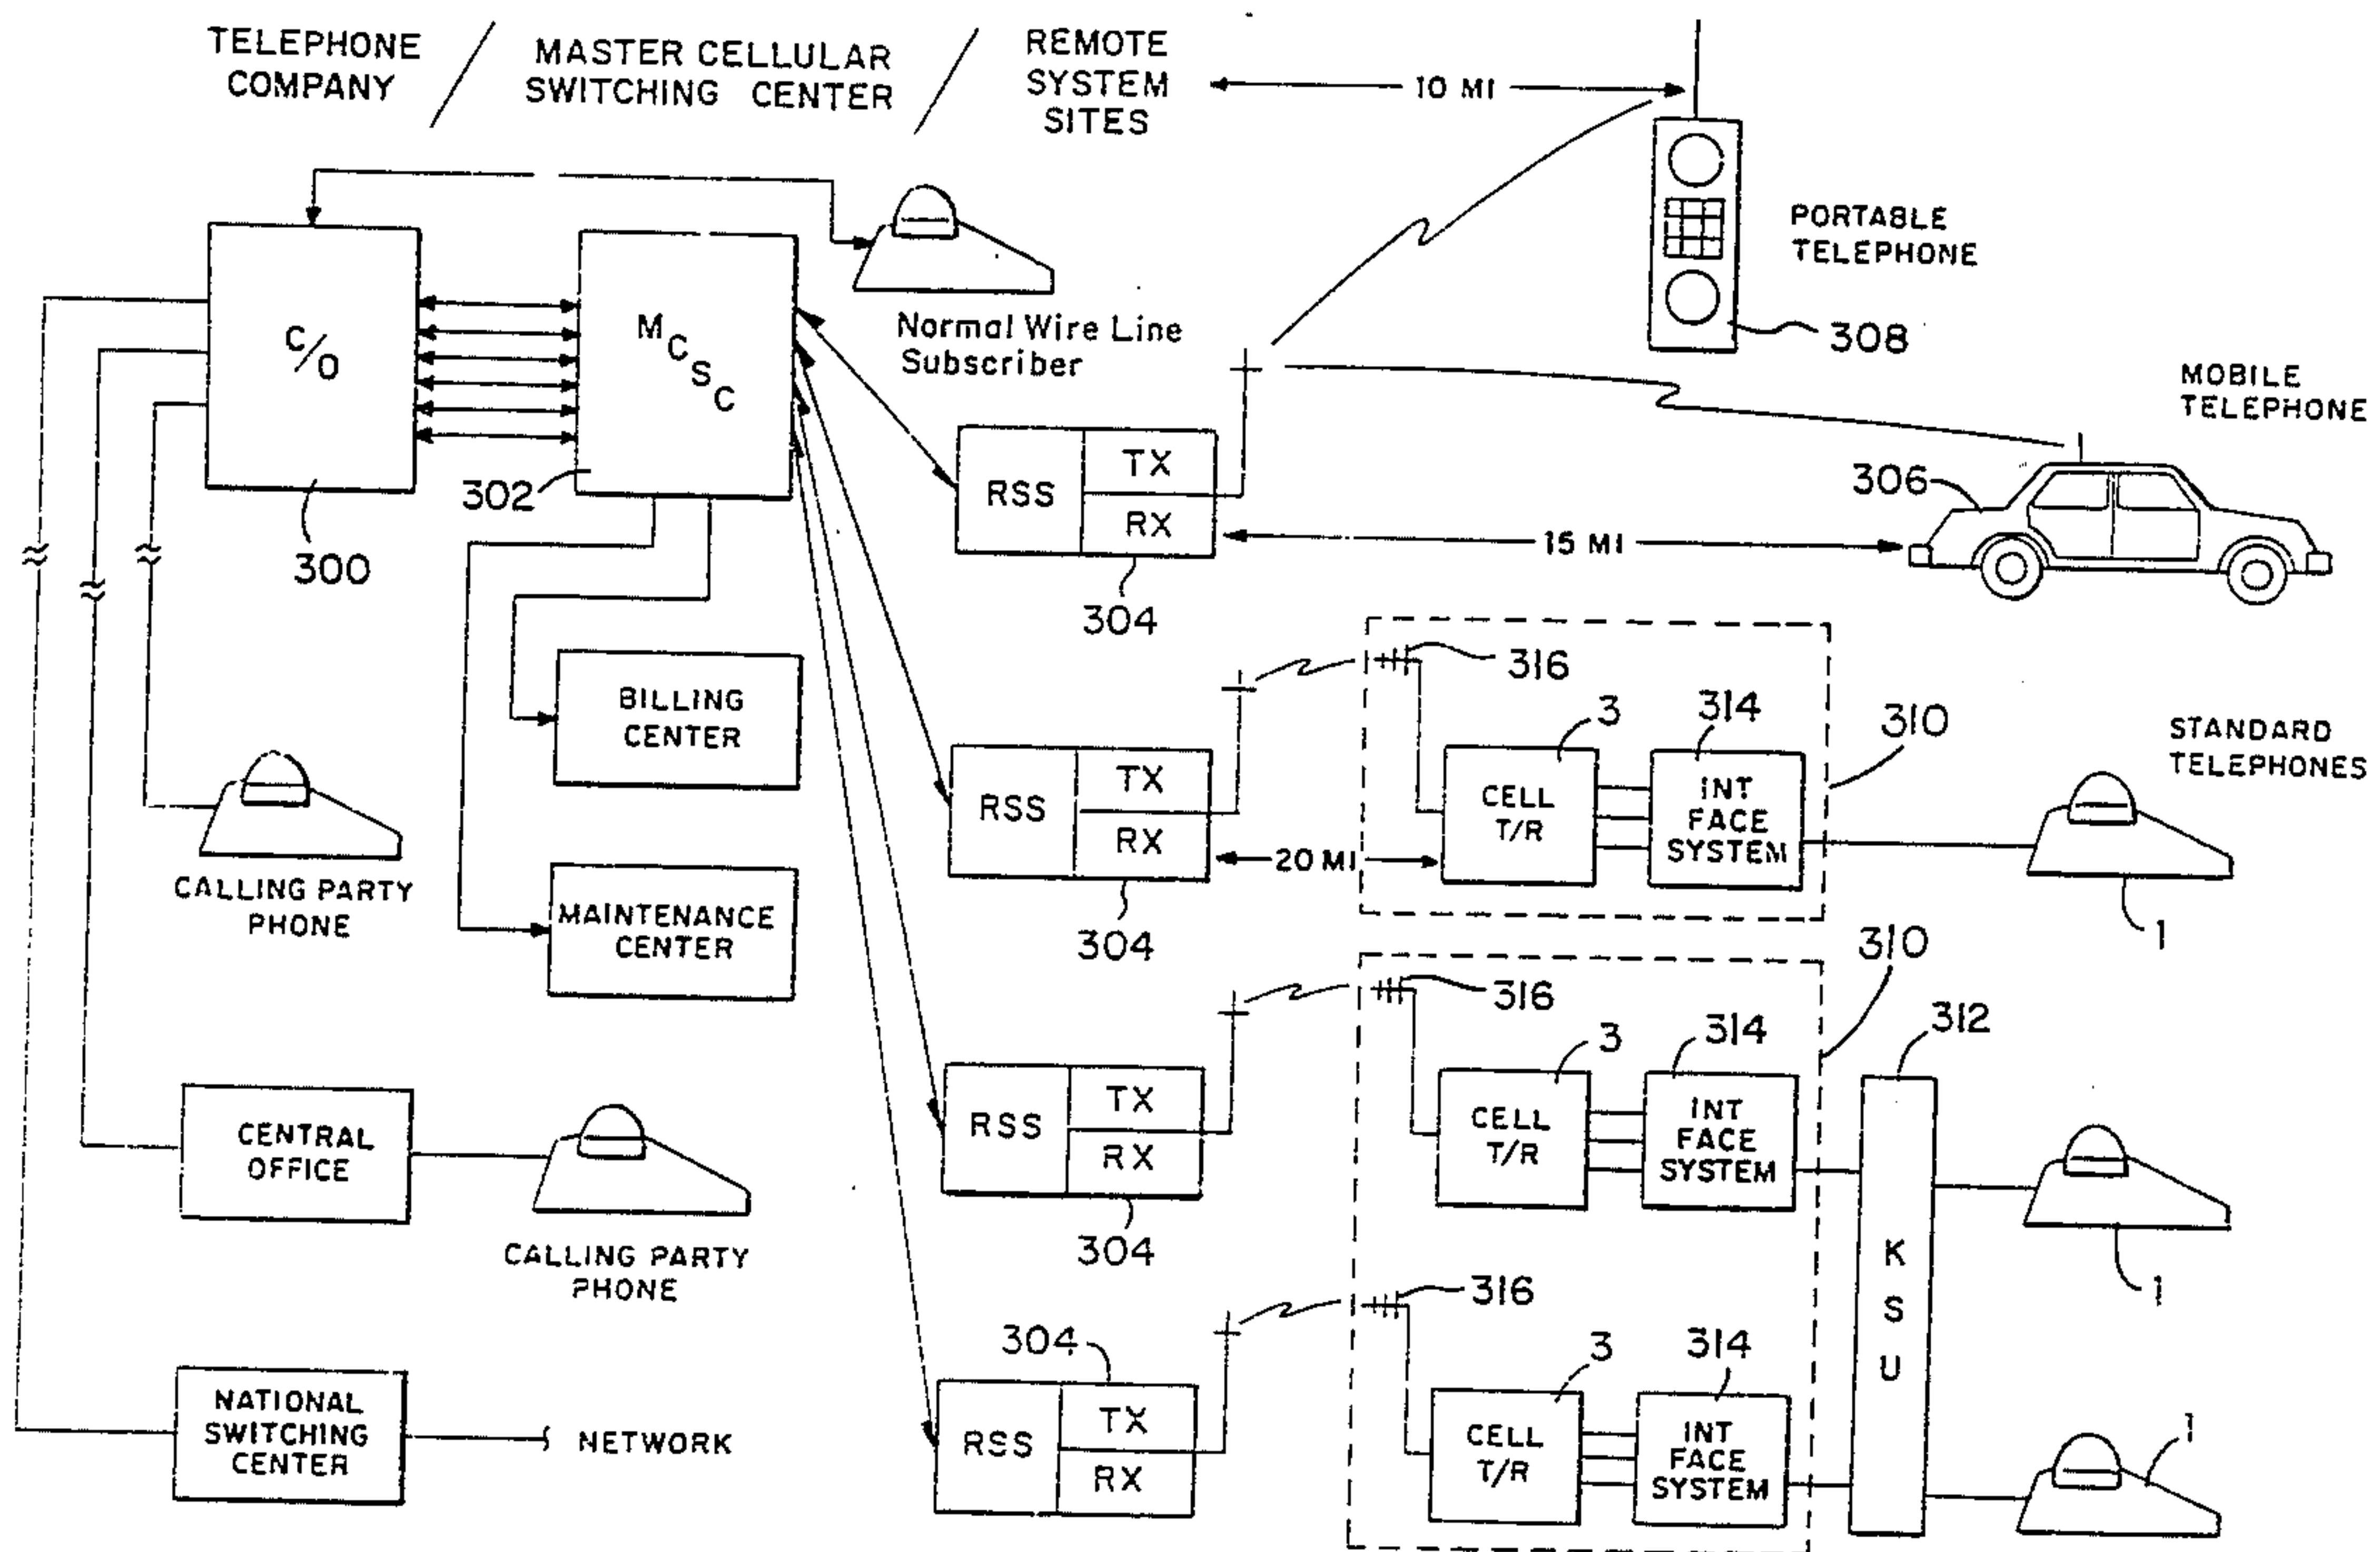 TELEPHONE
COMPANY
MASTER CELLULAR
SWITCHING CENTER
REMOTE
SYSTEM
SITES
10 MI
PORTABLE
TELEPHONE
308
C/O
300
MCSC
302
Normal Wire Line
Subscriber
MOBILE
TELEPHONE
306
RSS
TX
RX
304
15 MI
BILLING
CENTER
MAINTENANCE
CENTER
CALLING PARTY
PHONE
RSS
TX
RX
304
20 MI
316
3
314
310
CELL
T/R
INT
FACE
SYSTEM
STANDARD
TELEPHONES
1
CENTRAL
OFFICE
CALLING PARTY
PHONE
RSS
TX
RX
304
316
3
314
310
312
CELL
T/R
INT
FACE
SYSTEM
KSU
1
NATIONAL
SWITCHING
CENTER
NETWORK
304
RSS
TX
RX
316
3
314
CELL
T/R
INT
FACE
SYSTEM
1